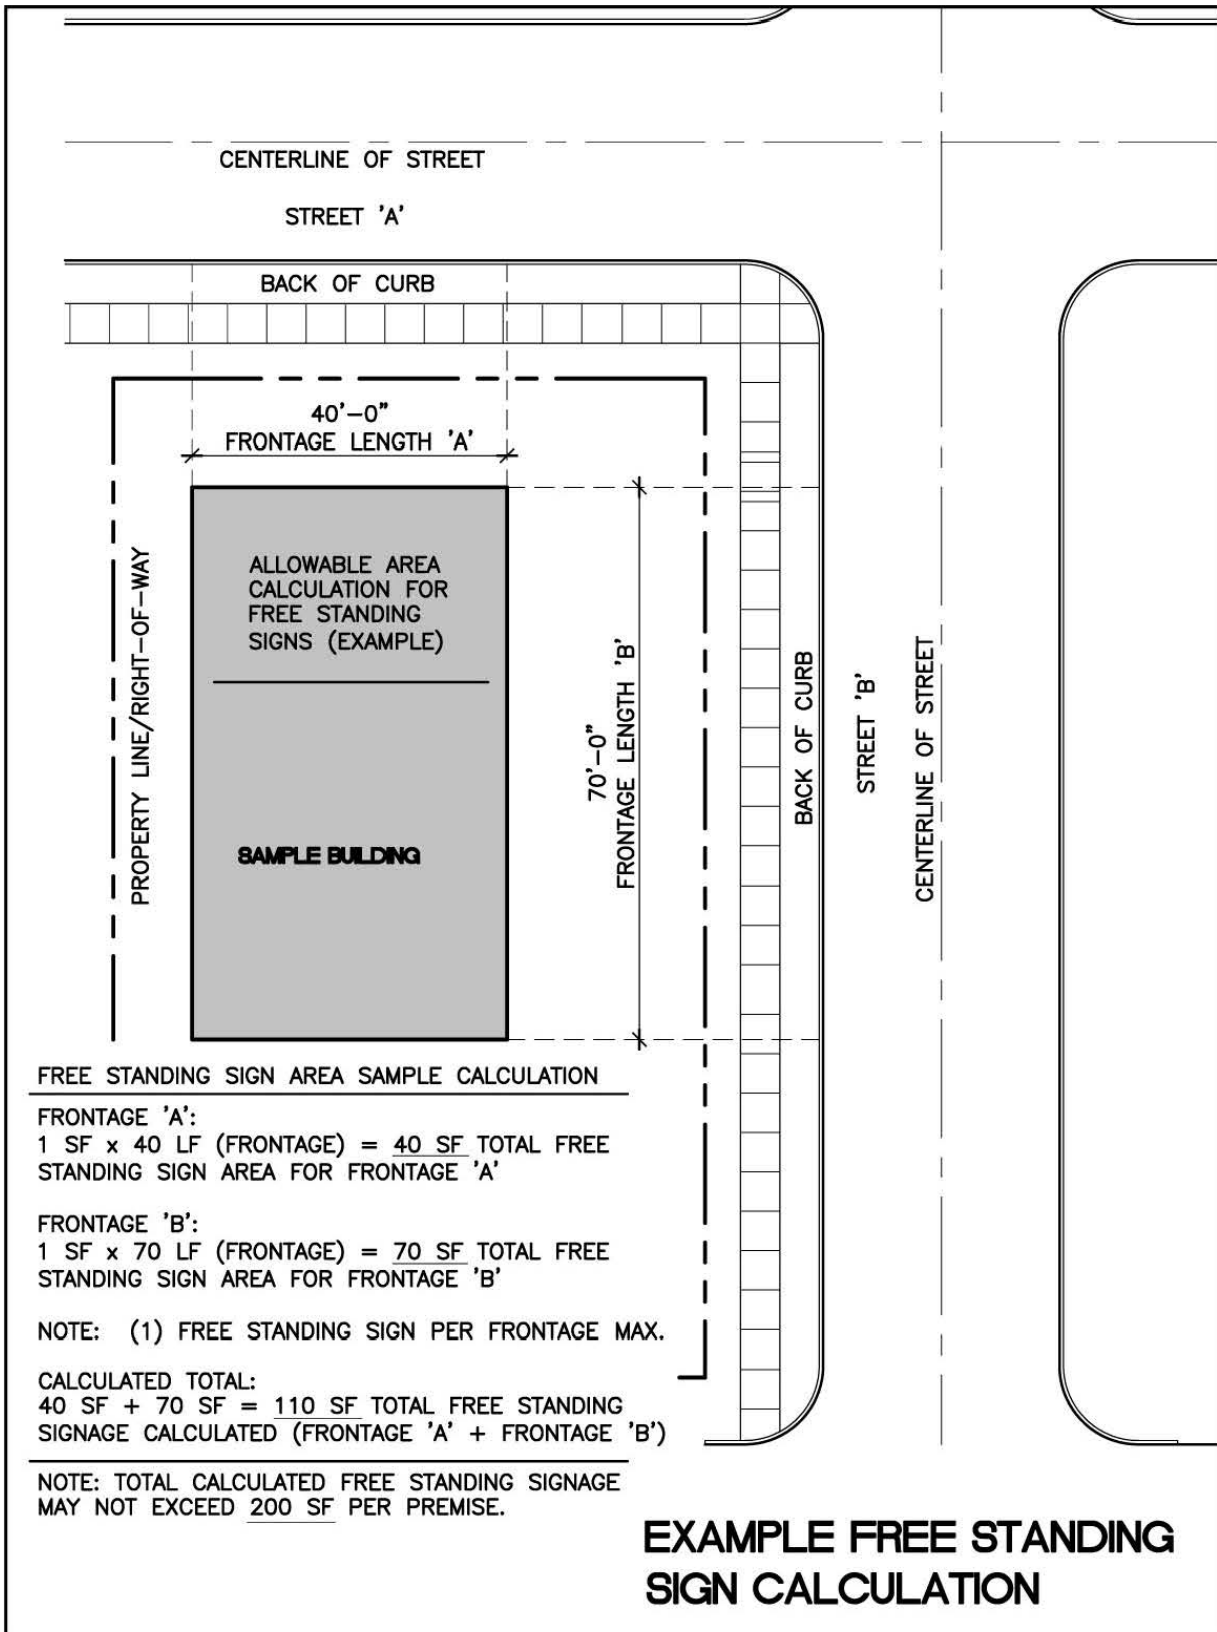 CENTERLINE OF STREET
STREET 'A'
BACK OF CURB
40'-0"
FRONTAGE LENGTH 'A'
PROPERTY LINE/RIGHT-OF-WAY
ALLOWABLE AREA
CALCULATION FOR
FREE STANDING
SIGNS (EXAMPLE)
SAMPLE BUILDING
70'-0"
FRONTAGE LENGTH 'B'
BACK OF CURB
STREET 'B'
CENTERLINE OF STREET
FREE STANDING SIGN AREA SAMPLE CALCULATION
FRONTAGE 'A':
1 SF x 40 LF (FRONTAGE) = 40 SF TOTAL FREE
STANDING SIGN AREA FOR FRONTAGE 'A'
FRONTAGE 'B':
1 SF x 70 LF (FRONTAGE) = 70 SF TOTAL FREE
STANDING SIGN AREA FOR FRONTAGE 'B'
NOTE: (1) FREE STANDING SIGN PER FRONTAGE MAX.
CALCULATED TOTAL:
40 SF + 70 SF = 110 SF TOTAL FREE STANDING
SIGNAGE CALCULATED (FRONTAGE 'A' + FRONTAGE 'B')
NOTE: TOTAL CALCULATED FREE STANDING SIGNAGE
MAY NOT EXCEED 200 SF PER PREMISE.
EXAMPLE FREE STANDING
SIGN CALCULATION